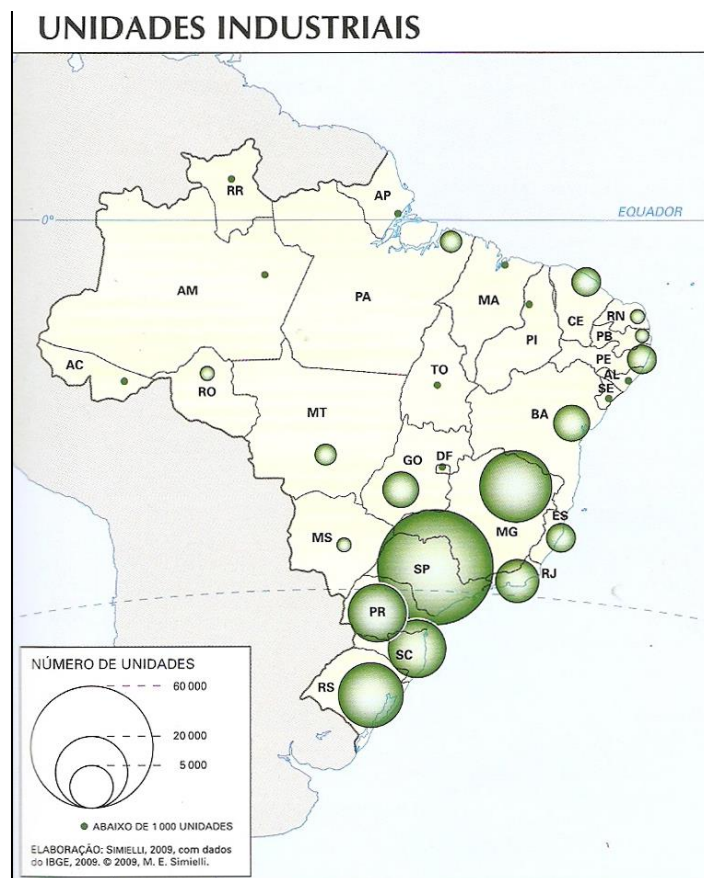 UNIDADES INDUSTRIAIS
RR
AP
0°
EQUADOR
AM
PA
MA
CE
RN
PB
PI
PE
AL
SE
AC
RO
TO
BA
MT
GO
DF
MG
ES
MS
SP
RJ
PR
SC
RS
NÚMERO DE UNIDADES
60 000
20 000
5 000
ABAIXO DE 1 000 UNIDADES
ELABORAÇÃO: SIMIELLI, 2009, com dados
do IBGE, 2009. © 2009, M. E. Simielli.